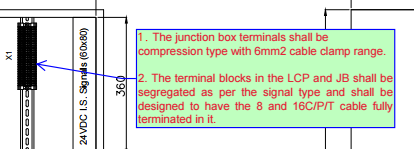 X1
24VDC I.S. Signals (60x80)
360
1. The junction box terminals shall be
compression type with 6mm2 cable clamp range.
2. The terminal blocks in the LCP and JB shall be
segregated as per the signal type and shall be
designed to have the 8 and 16C/P/T cable fully
terminated in it.